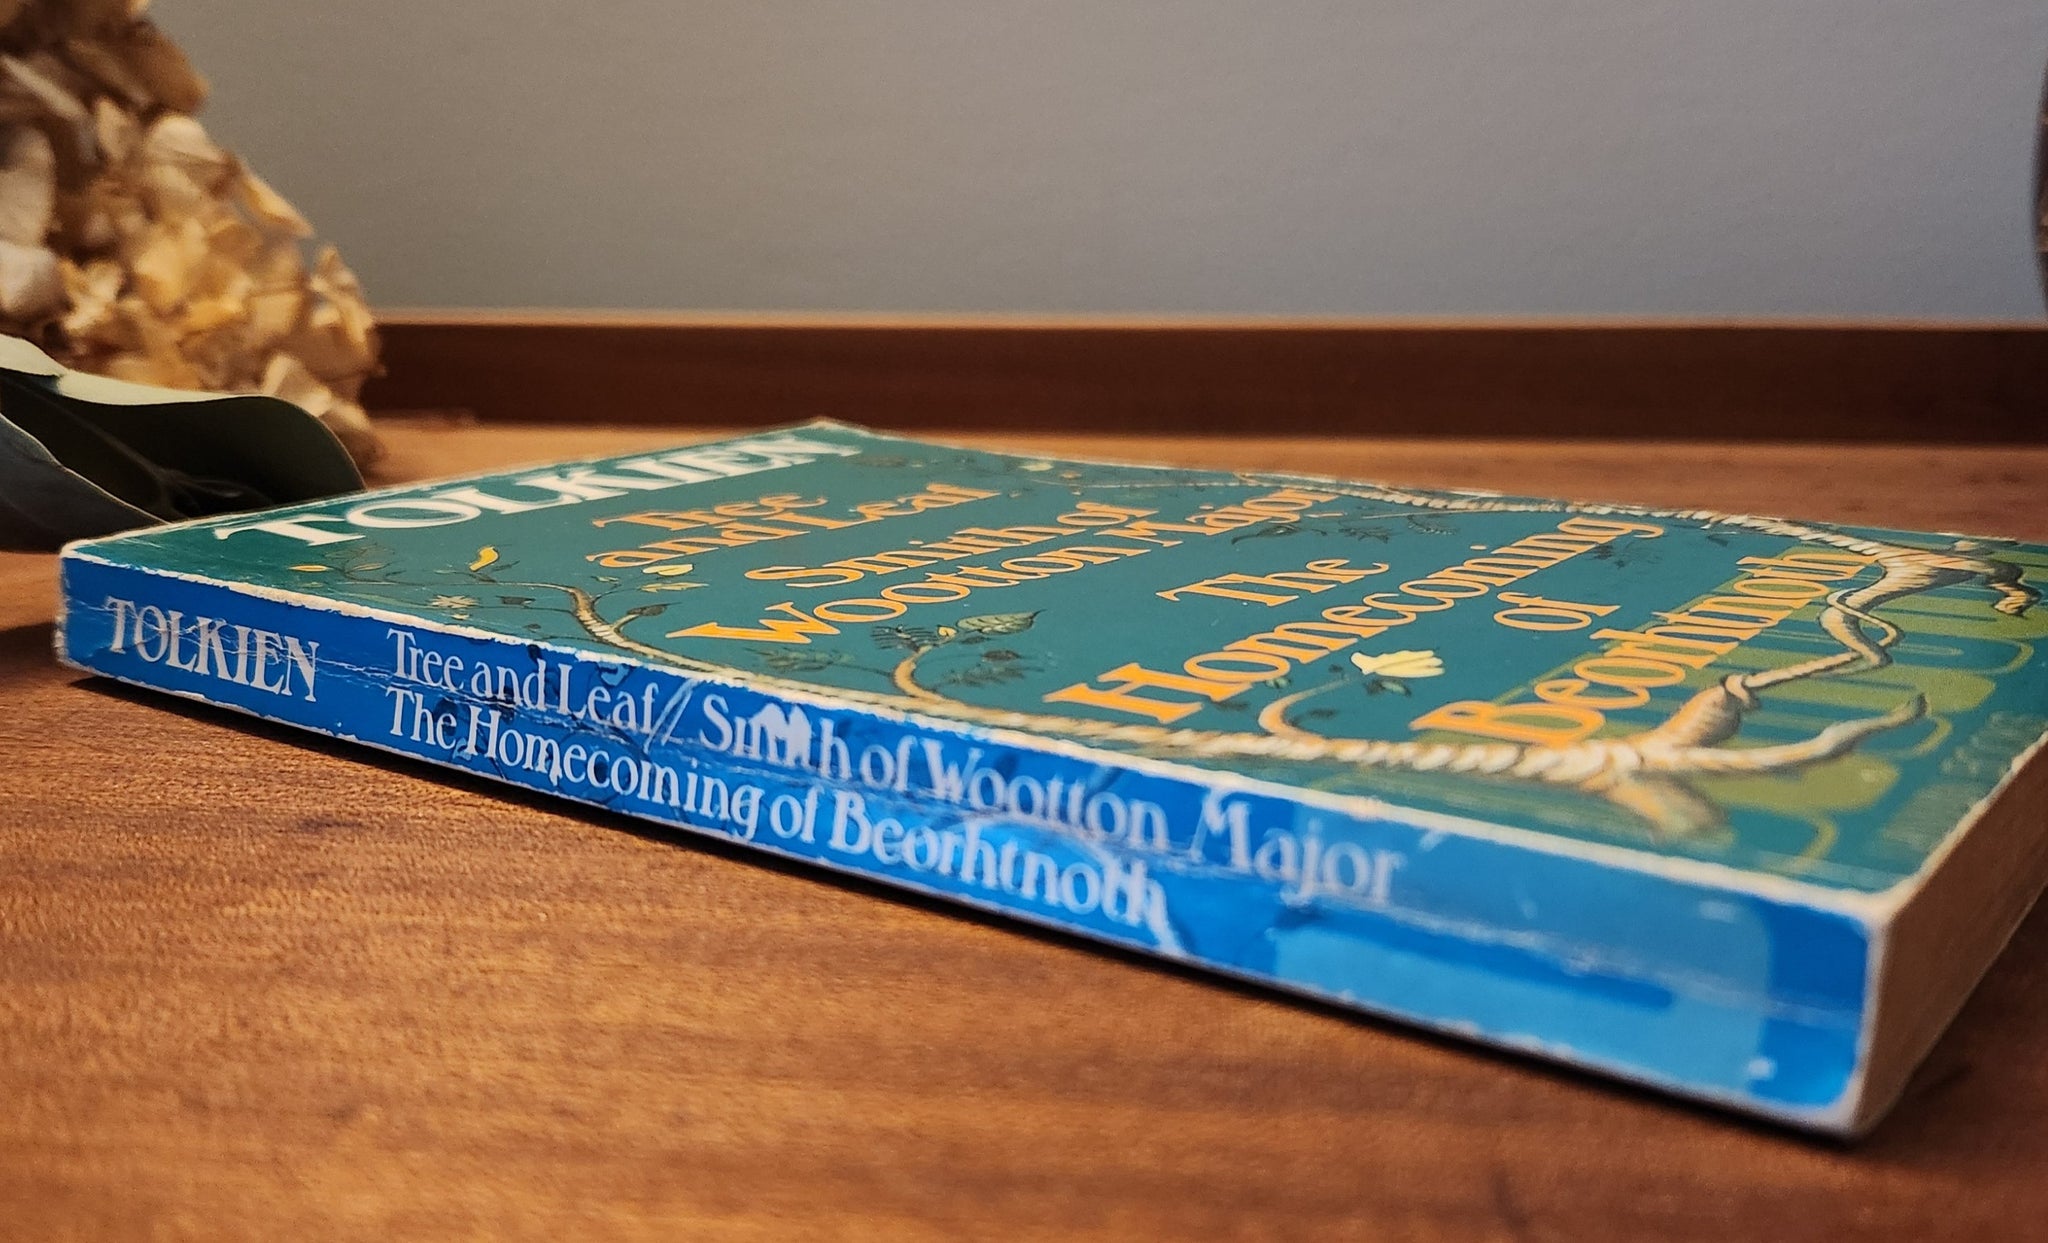 TOLKIEN
Tree
and Leaf
Smith of
Wootton Major
The
Homecoming
of
Beorhtnoth
TOLKIEN
Tree and Leaf / Smith of Wootton Major
The Homecoming of Beorhtnoth